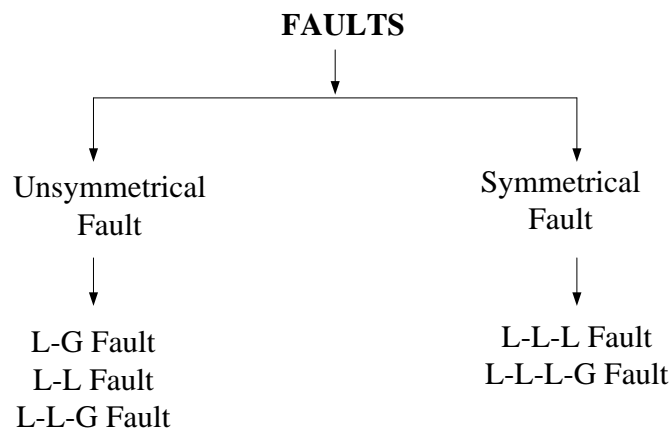 FAULTS
Unsymmetrical
Fault
Symmetrical
Fault
L-G Fault
L-L Fault
L-L-G Fault
L-L-L Fault
L-L-L-G Fault